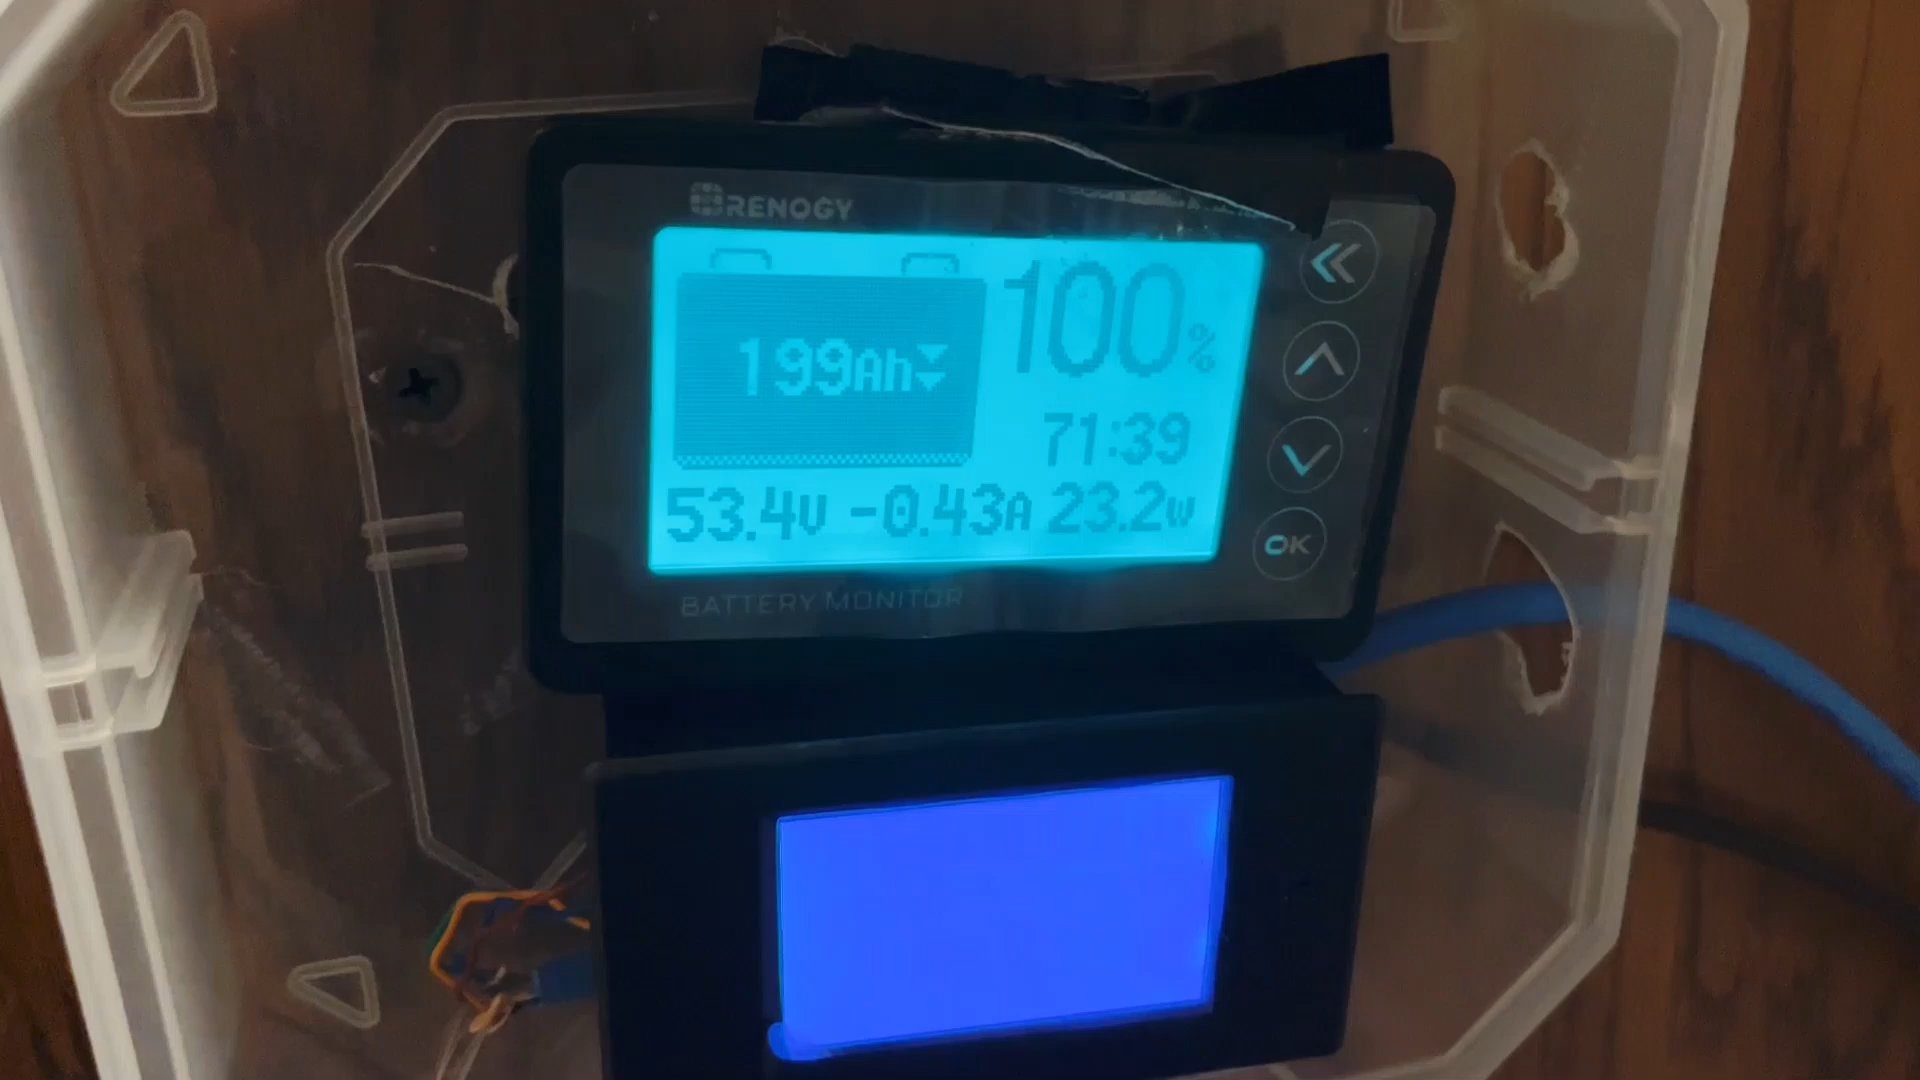 RENOGY
100%
199Ah
71:39
53.4V -0.43A 23.2W
OK
BATTERY MONITOR